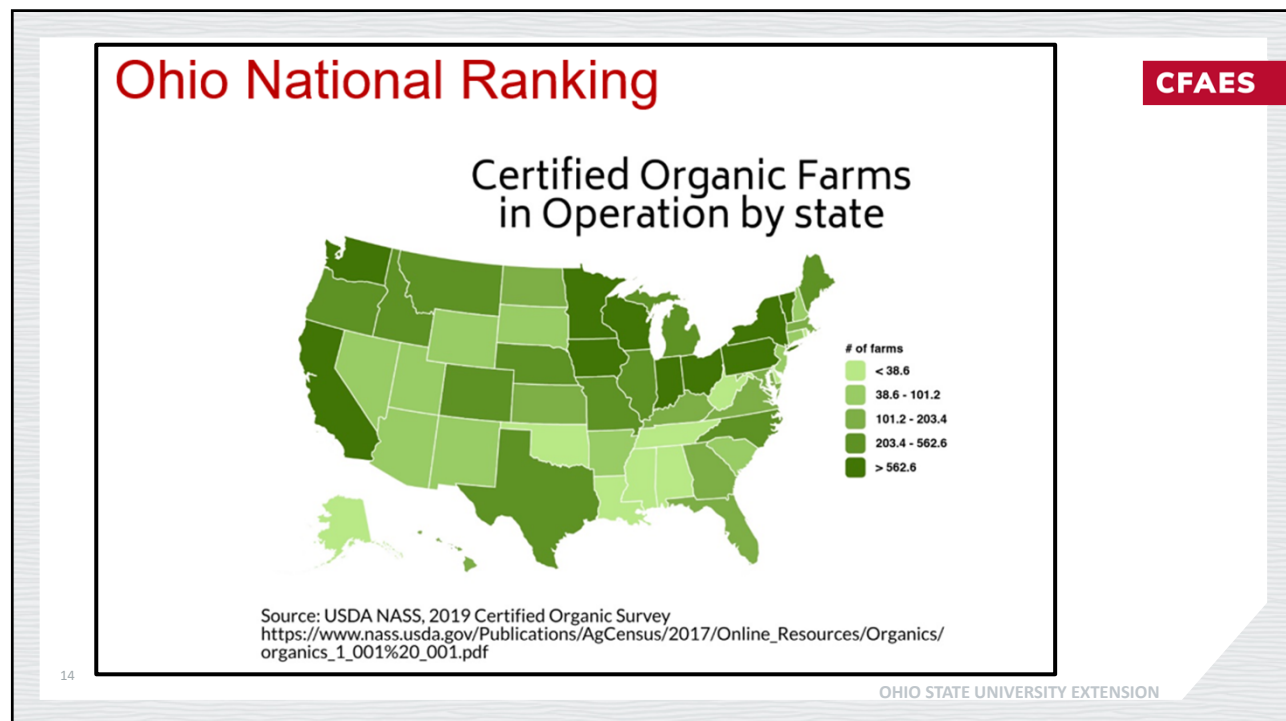 Ohio National Ranking
CFAES
Certified Organic Farms
in Operation by state
# of farms
< 38.6
38.6 - 101.2
101.2 - 203.4
203.4 - 562.6
> 562.6
Source: USDA NASS, 2019 Certified Organic Survey
https://www.nass.usda.gov/Publications/AgCensus/2017/Online_Resources/Organics/
organics_1_001%20_001.pdf
14
OHIO STATE UNIVERSITY EXTENSION